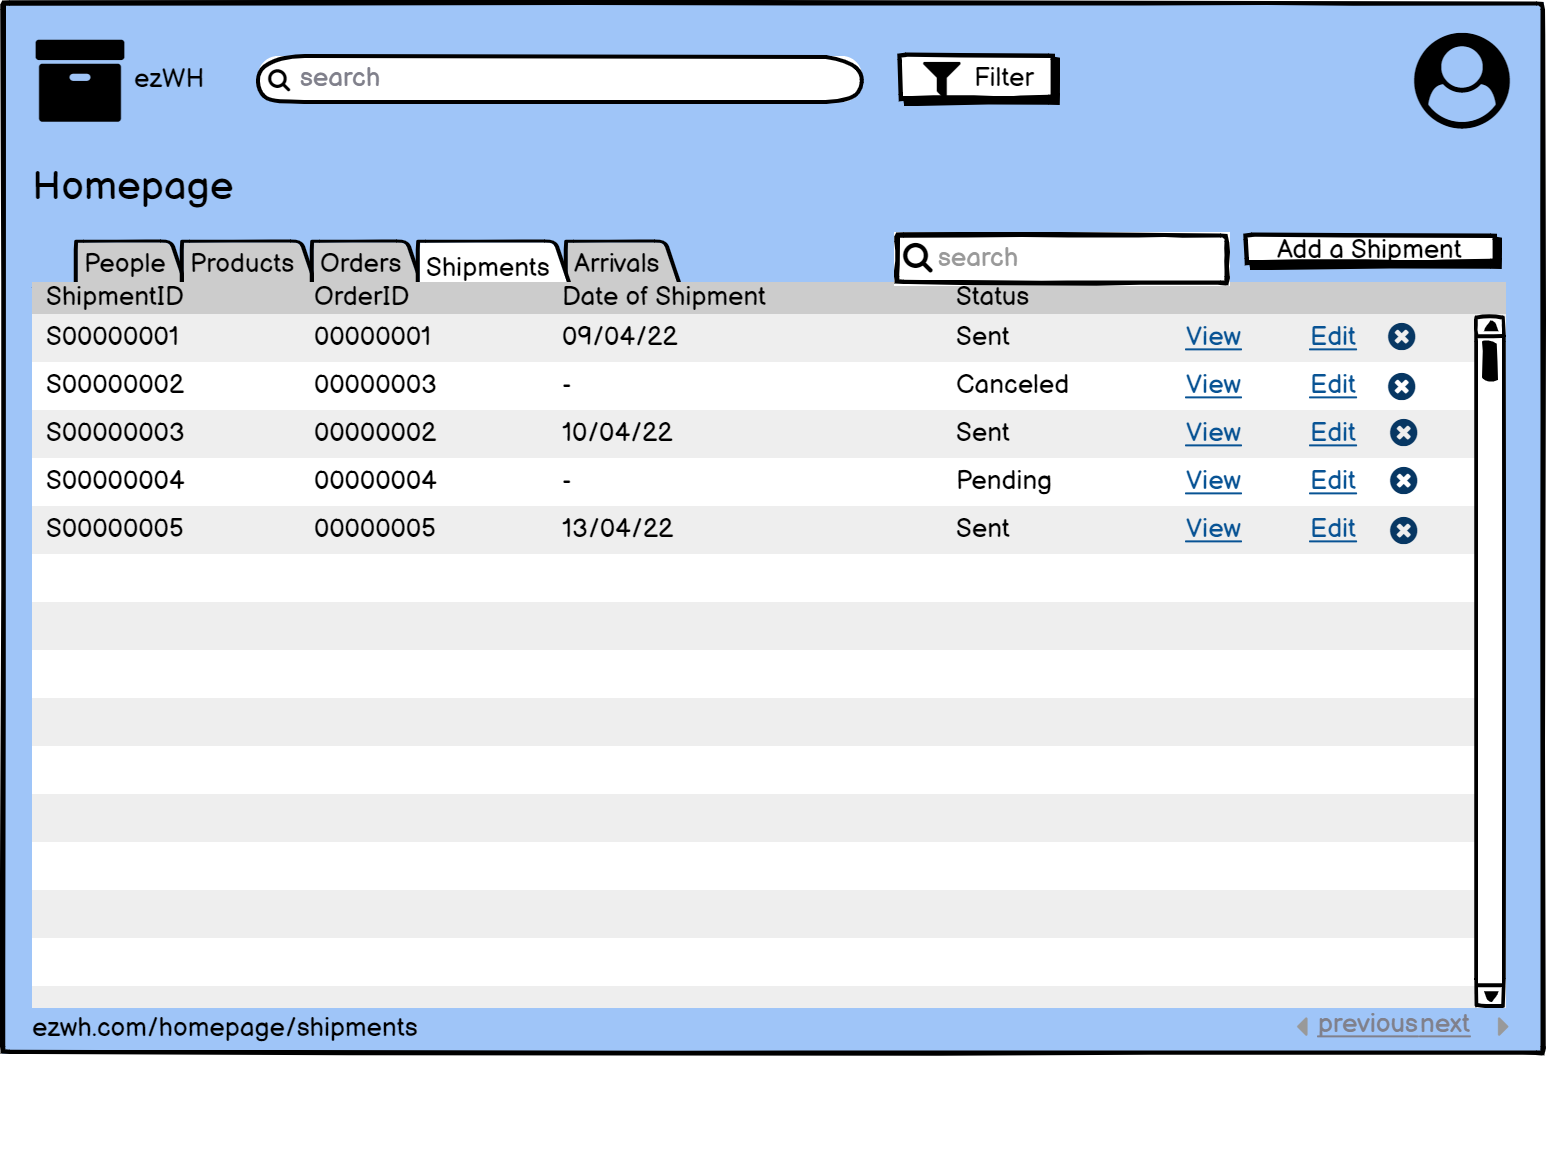 ezWH search Filter
Homepage
People Products Orders Shipments Arrivals search Add a Shipment
ShipmentID OrderID Date of Shipment Status
S00000001 00000001 09/04/22 Sent View Edit
S00000002 00000003 - Canceled View Edit
S00000003 00000002 10/04/22 Sent View Edit
S00000004 00000004 - Pending View Edit
S00000005 00000005 13/04/22 Sent View Edit
ezwh.com/homepage/shipments previous next